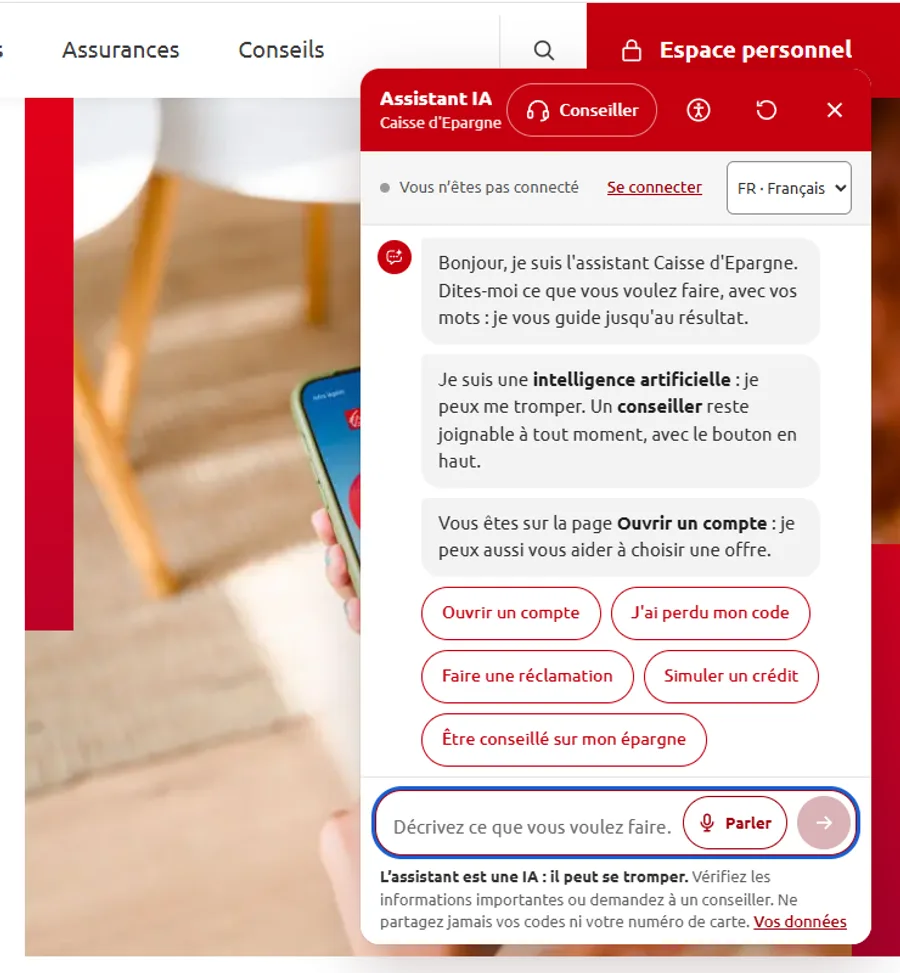 Assurances
Conseils
Espace personnel
Assistant IA
Caisse d'Epargne
Conseiller
Vous n'êtes pas connecté
Se connecter
FR · Français
Bonjour, je suis l'assistant Caisse d'Epargne.
Dites-moi ce que vous voulez faire, avec vos
mots : je vous guide jusqu'au résultat.
Je suis une intelligence artificielle : je
peux me tromper. Un conseiller reste
joignable à tout moment, avec le bouton en
haut.
Vous êtes sur la page Ouvrir un compte : je
peux aussi vous aider à choisir une offre.
Ouvrir un compte
J'ai perdu mon code
Faire une réclamation
Simuler un crédit
Être conseillé sur mon épargne
Décrivez ce que vous voulez faire.
Parler
L'assistant est une IA : il peut se tromper. Vérifiez les
informations importantes ou demandez à un conseiller. Ne
partagez jamais vos codes ni votre numéro de carte. Vos données